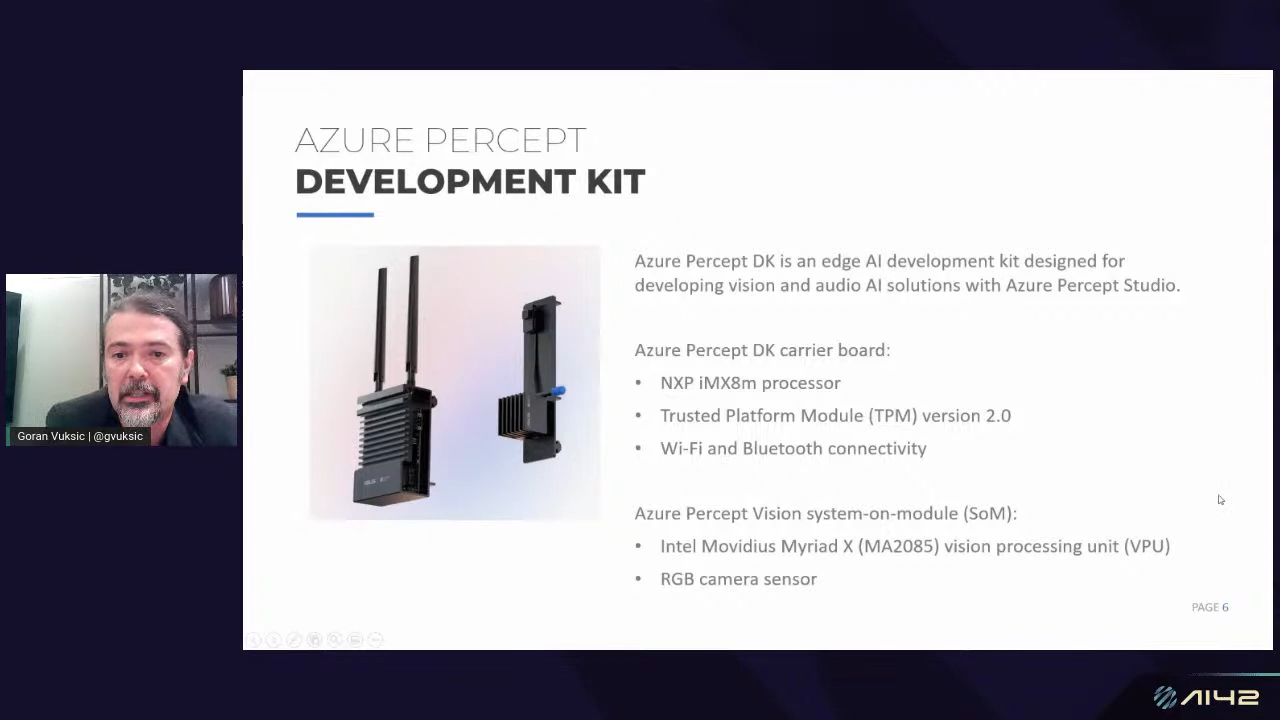 AZURE PERCEPT
DEVELOPMENT KIT
Azure Percept DK is an edge AI development kit designed for
developing vision and audio AI solutions with Azure Percept Studio.
Azure Percept DK carrier board:
• NXP iMX8m processor
• Trusted Platform Module (TPM) version 2.0
• Wi-Fi and Bluetooth connectivity
Azure Percept Vision system-on-module (SoM):
• Intel Movidius Myriad X (MA2085) vision processing unit (VPU)
• RGB camera sensor
PAGE 6
Goran Vuksic | @gvuksic
AI42